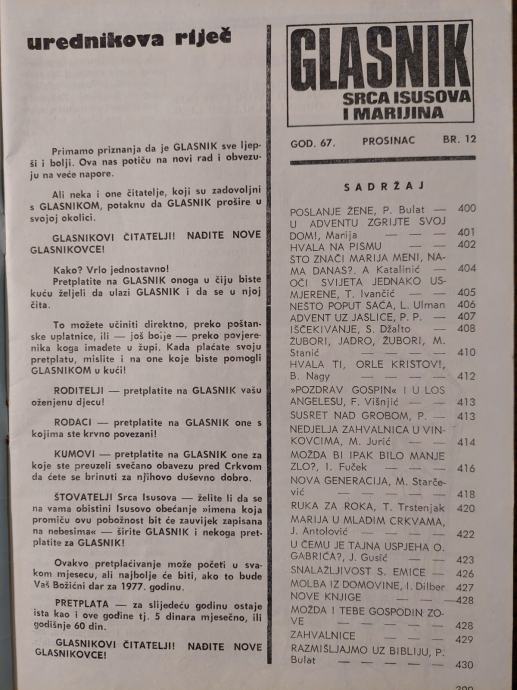 urednikova riječ
Primamo priznanja da je GLASNIK sve ljep-
ši i bolji. Ova nas potiču na novi rad i obvezu-
ju na veće napore.
Ali neka i one čitatelje, koji su zadovoljni
s GLASNIKOM, potaknu da GLASNIK prošire u
svojoj okolici.
GLASNIKOVI ČITATELJI! NAĐITE NOVE
GLASNIKOVCE!
Kako? Vrlo jednostavno!
Pretplatite na GLASNIK onoga u čiju biste
kuću željeli da ulazi GLASNIK i da se u njoj
čita.
To možete učiniti direktno, preko poštan-
ske uplatnice, ili — još bolje — preko povjere-
nika koga imadete u župi. Kada plaćate svoju
pretplatu, mislite i na one koje biste pomogli
GLASNIKOM u kući!
RODITELJI — pretplatite na GLASNIK vašu
oženjenu djecu!
ROĐACI — pretplatite na GLASNIK one s
kojima ste krvno povezani!
KUMOVI — pretplatite na GLASNIK one za
koje ste preuzeli svečano obavezu pred Crkvom
da ćete se brinuti za njihovo duševno dobro.
ŠTOVATELJI Srca Isusova — želite li da se
na vama obistini Isusovo obećanje »imena koja
promiču ovu pobožnost bit će zauvijek zapisana
na nebesima« — širite GLASNIK i nekoga pret-
platite za GLASNIK!
Ovakvo pretplaćivanje može početi u sva-
kom mjesecu, ali najbolje će biti, ako to bude
Vaš Božićni dar za 1977. godinu.
PRETPLATA — za slijedeću godinu ostaje
ista kao i ove godine tj. 5 dinara mjesečno, ili
godišnje 60 din.
GLASNIKOVI ČITATELJI! NAĐITE NOVE
GLASNIKOVCE!
GLASNIK
SRCA ISUSOVA
I MARIJINA
GOD. 67. PROSINAC BR. 12
SADRŽAJ
POSLANJE ŽENE, P. Bulat — 400
U ADVENTU ZGRIJTE SVOJ
DOM!, Marija — — — 401
HVALA NA PISMU — — — 402
ŠTO ZNAČI MARIJA MENI, NA-
MA DANAS?. A Katalinić — 404
OČI SVIJETA JEDNAKO US-
MJERENE, T. Ivančić — — 405
NEŠTO POPUT SAĆA, L. Ulman — 406
ADVENT UZ JASLICE, P. P. — 407
IŠČEKIVANJE, S. Džalto — — 408
ŽUBORI, JADRO, ŽUBORI, M.
Stanić — — — — — 410
HVALA TI, ORLE KRISTOV!,
B. Nagy — — — — — 412
»POZDRAV GOSPIN« I U LOS
ANGELESU, F. Višnjić — — 413
SUSRET NAD GROBOM, P. — 413
NEDJELJA ZAHVALNICA U VIN-
KOVCIMA, M. Jurić — — 414
MOŽDA BI IPAK BILO MANJE
ZLO?, I. Fuček — — — 416
NOVA GENERACIJA, M. Starče-
vić — — — — — — 418
RUKA ZA ROKA, T. Trstenjak 420
MARIJA U MLADIM CRKVAMA,
J. Antolović — — — — 422
U ČEMU JE TAJNA USPJEHA O.
GABRIĆA?, J. Gusić — — 423
SNALAŽLJIVOST S. EMICE — 426
MOLBA IZ DOMOVINE, I. Dilber 427
NOVE KNJIGE — — — —428
MOŽDA I TEBE GOSPODIN ZO-
VE — — — — — — 428
ZAHVALNICE — — — — 429
RAZMIŠLJAJMO UZ BIBLIJU, P.
Bulat — — — — — 430